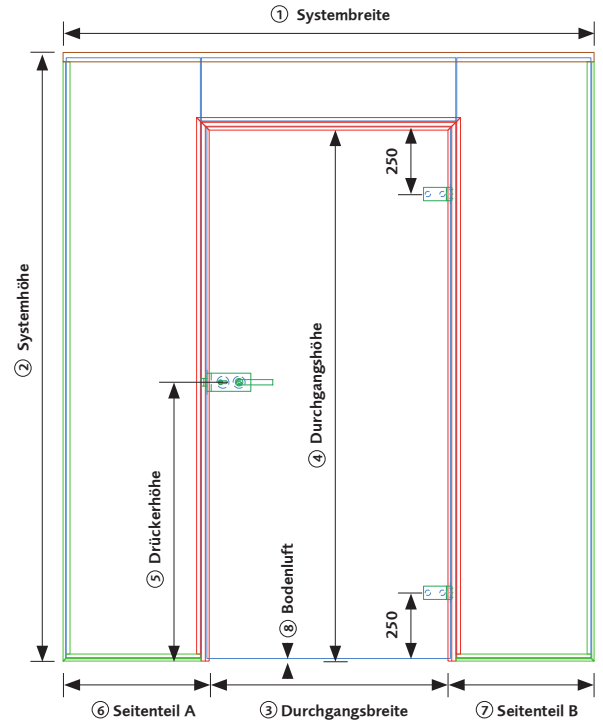 ① Systembreite
250
② Systemhöhe
④ Durchgangshöhe
⑤ Drückerhöhe
⑧ Bodenluft
250
⑥ Seitenteil A
③ Durchgangsbreite
⑦ Seitenteil B